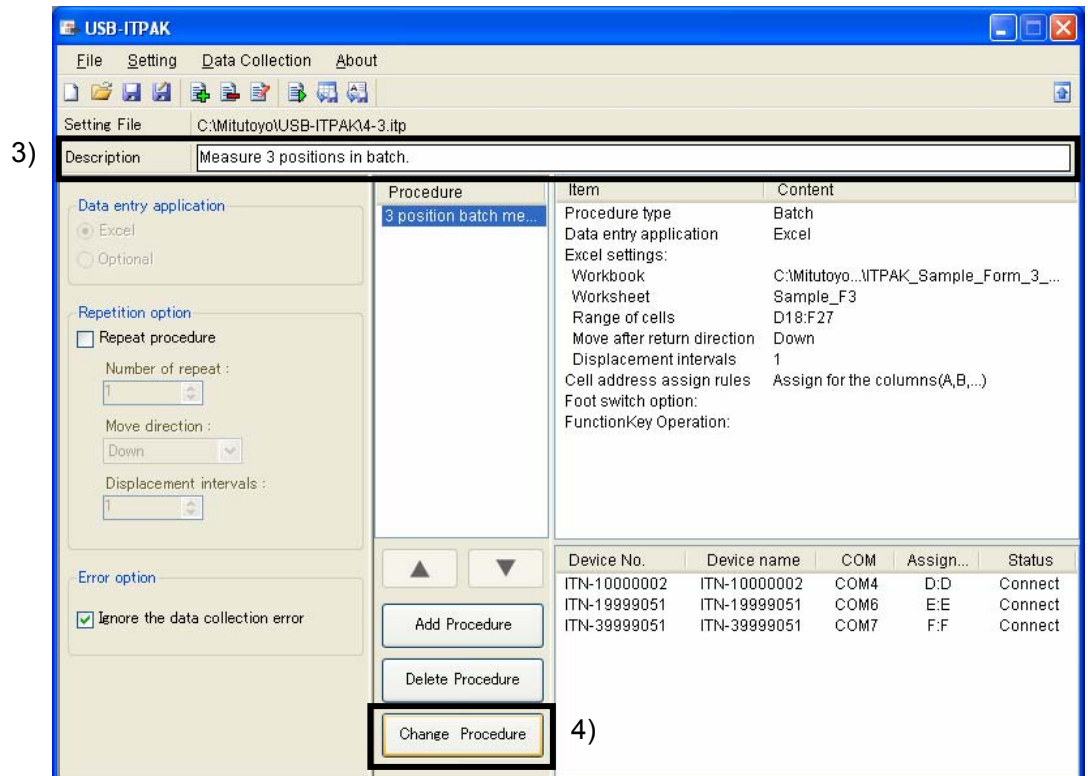 USB-ITPAK
File Setting Data Collection About
Setting File C:\Mitutoyo\USB-ITPAK\4-3.itp
3)
Description Measure 3 positions in batch.
Data entry application
Excel
Optional
Repetition option
Repeat procedure
Number of repeat :
1
Move direction :
Down
Displacement intervals :
1
Error option
Ignore the data collection error
Procedure
3 position batch me...
Add Procedure
Delete Procedure
Change Procedure
4)
Item Content
Procedure type Batch
Data entry application Excel
Excel settings:
Workbook C:\Mitutoyo...\ITPAK_Sample_Form_3_...
Worksheet Sample_F3
Range of cells D18:F27
Move after return direction Down
Displacement intervals 1
Cell address assign rules Assign for the columns(A,B,...)
Foot switch option:
FunctionKey Operation:
Device No. Device name COM Assign... Status
ITN-10000002 ITN-10000002 COM4 D:D Connect
ITN-19999051 ITN-19999051 COM6 E:E Connect
ITN-39999051 ITN-39999051 COM7 F:F Connect